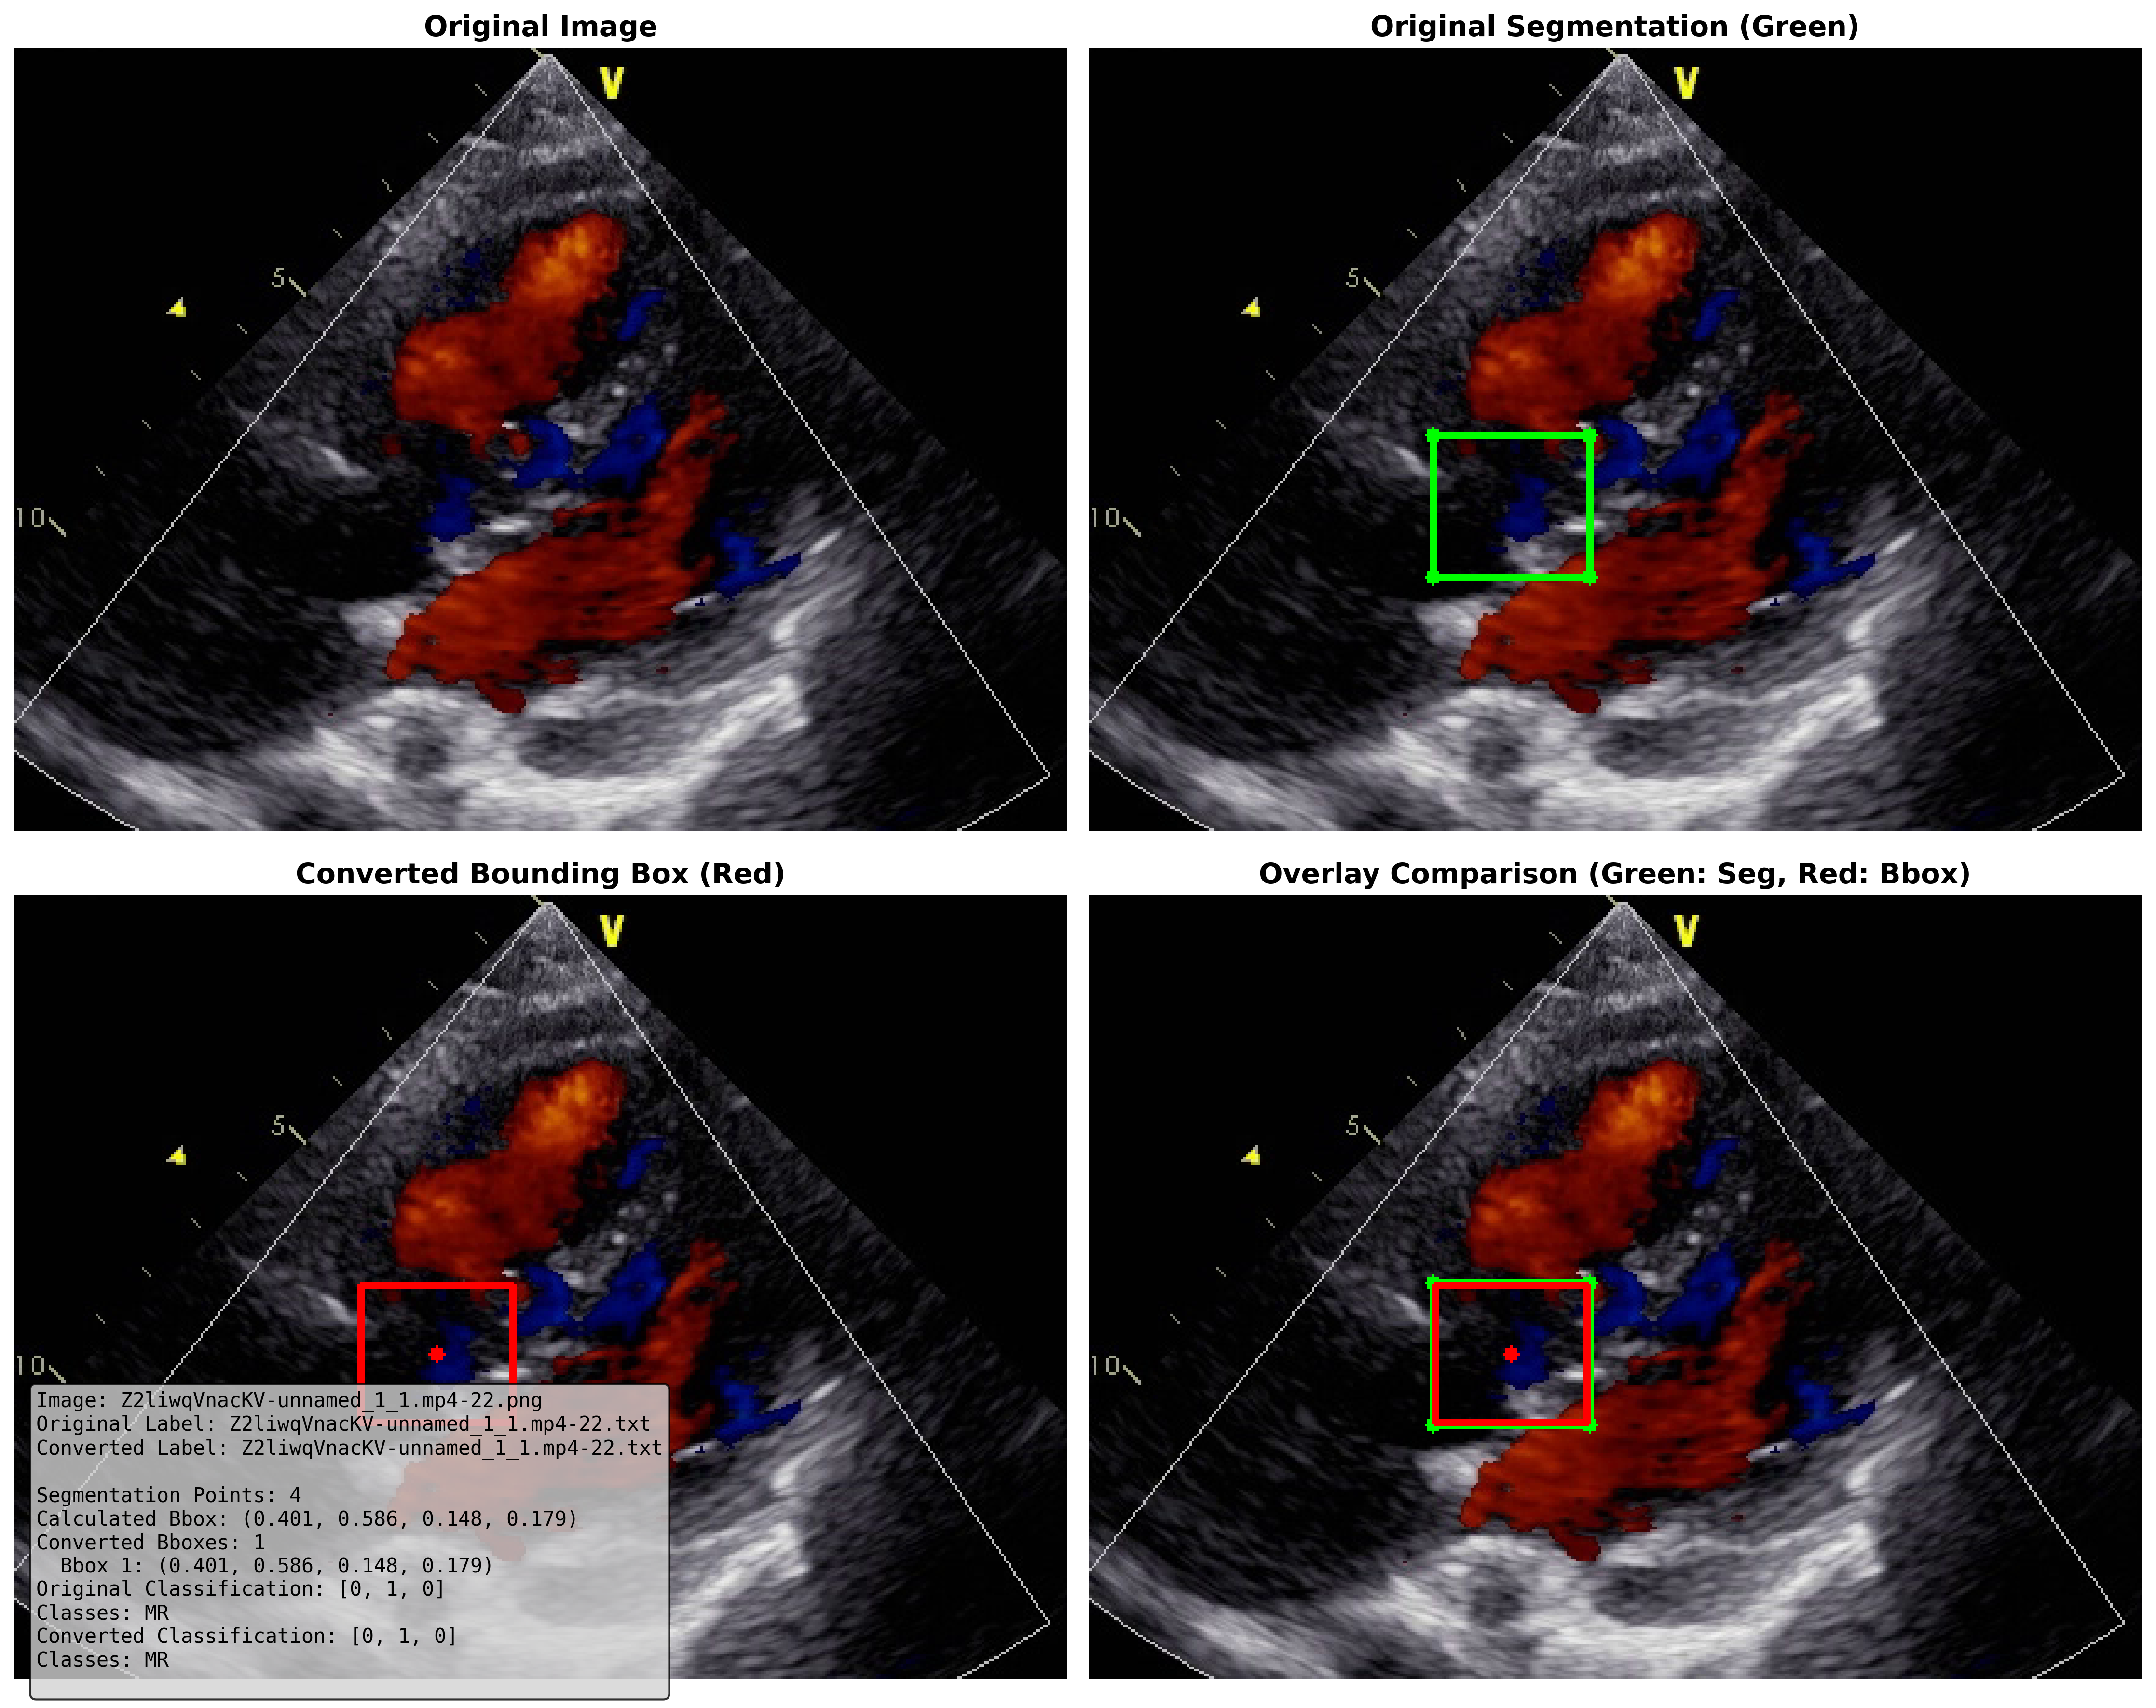 Original Image
Original Segmentation (Green)
V
5
10
V
5
10
Converted Bounding Box (Red)
Overlay Comparison (Green: Seg, Red: Bbox)
V
5
10
V
5
10
Image: Z2liwqVnacKV-unnamed_1_1.mp4-22.png
Original Label: Z2liwqVnacKV-unnamed_1_1.mp4-22.txt
Converted Label: Z2liwqVnacKV-unnamed_1_1.mp4-22.txt
Segmentation Points: 4
Calculated Bbox: (0.401, 0.586, 0.148, 0.179)
Converted Bboxes: 1
Bbox 1: (0.401, 0.586, 0.148, 0.179)
Original Classification: [0, 1, 0]
Classes: MR
Converted Classification: [0, 1, 0]
Classes: MR